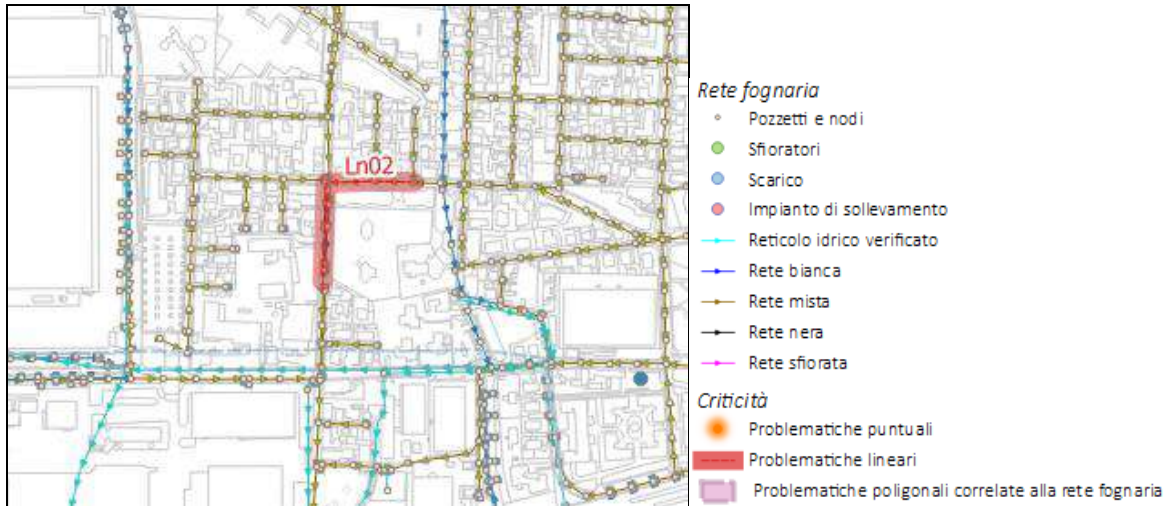 Ln02
Rete fognaria
Pozzetti e nodi
Sfioratori
Scarico
Impianto di sollevamento
Reticolo idrico verificato
Rete bianca
Rete mista
Rete nera
Rete sfiorata
Criticità
Problematiche puntuali
Problematiche lineari
Problematiche poligonali correlate alla rete fognaria